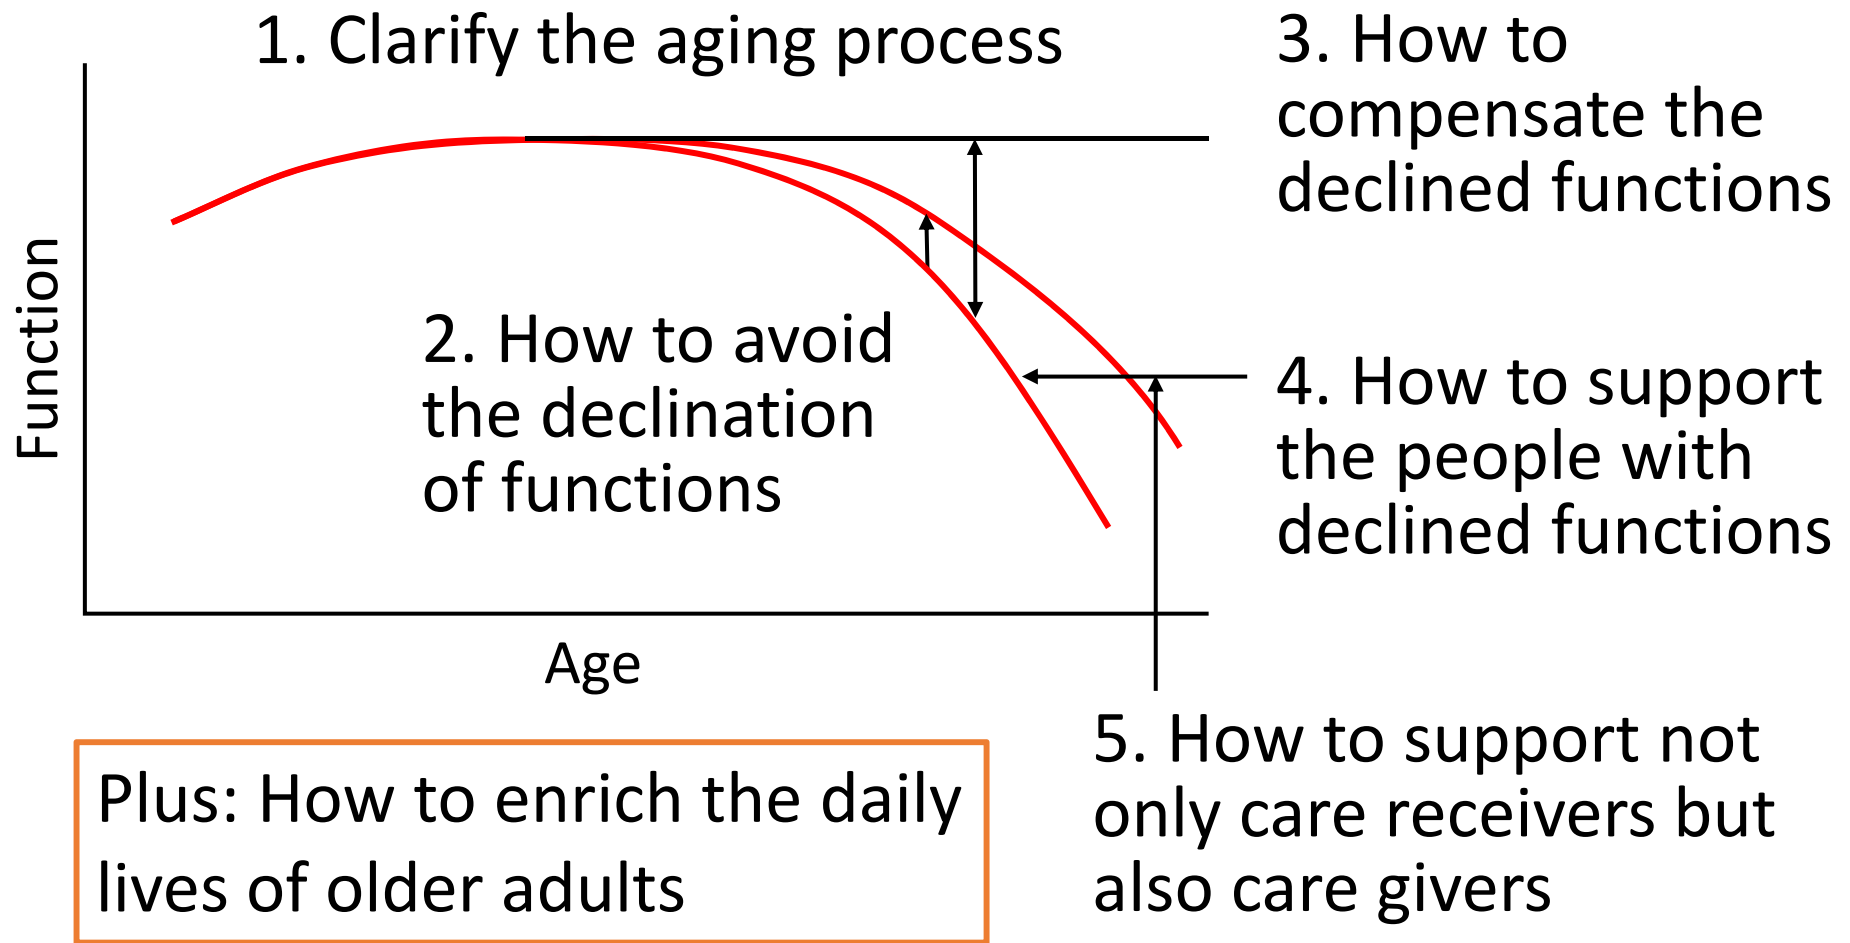 1. Clarify the aging process
3. How to
compensate the
declined functions
Function
2. How to avoid
the declination
of functions
4. How to support
the people with
declined functions
Age
5. How to support not
only care receivers but
also care givers
Plus: How to enrich the daily
lives of older adults